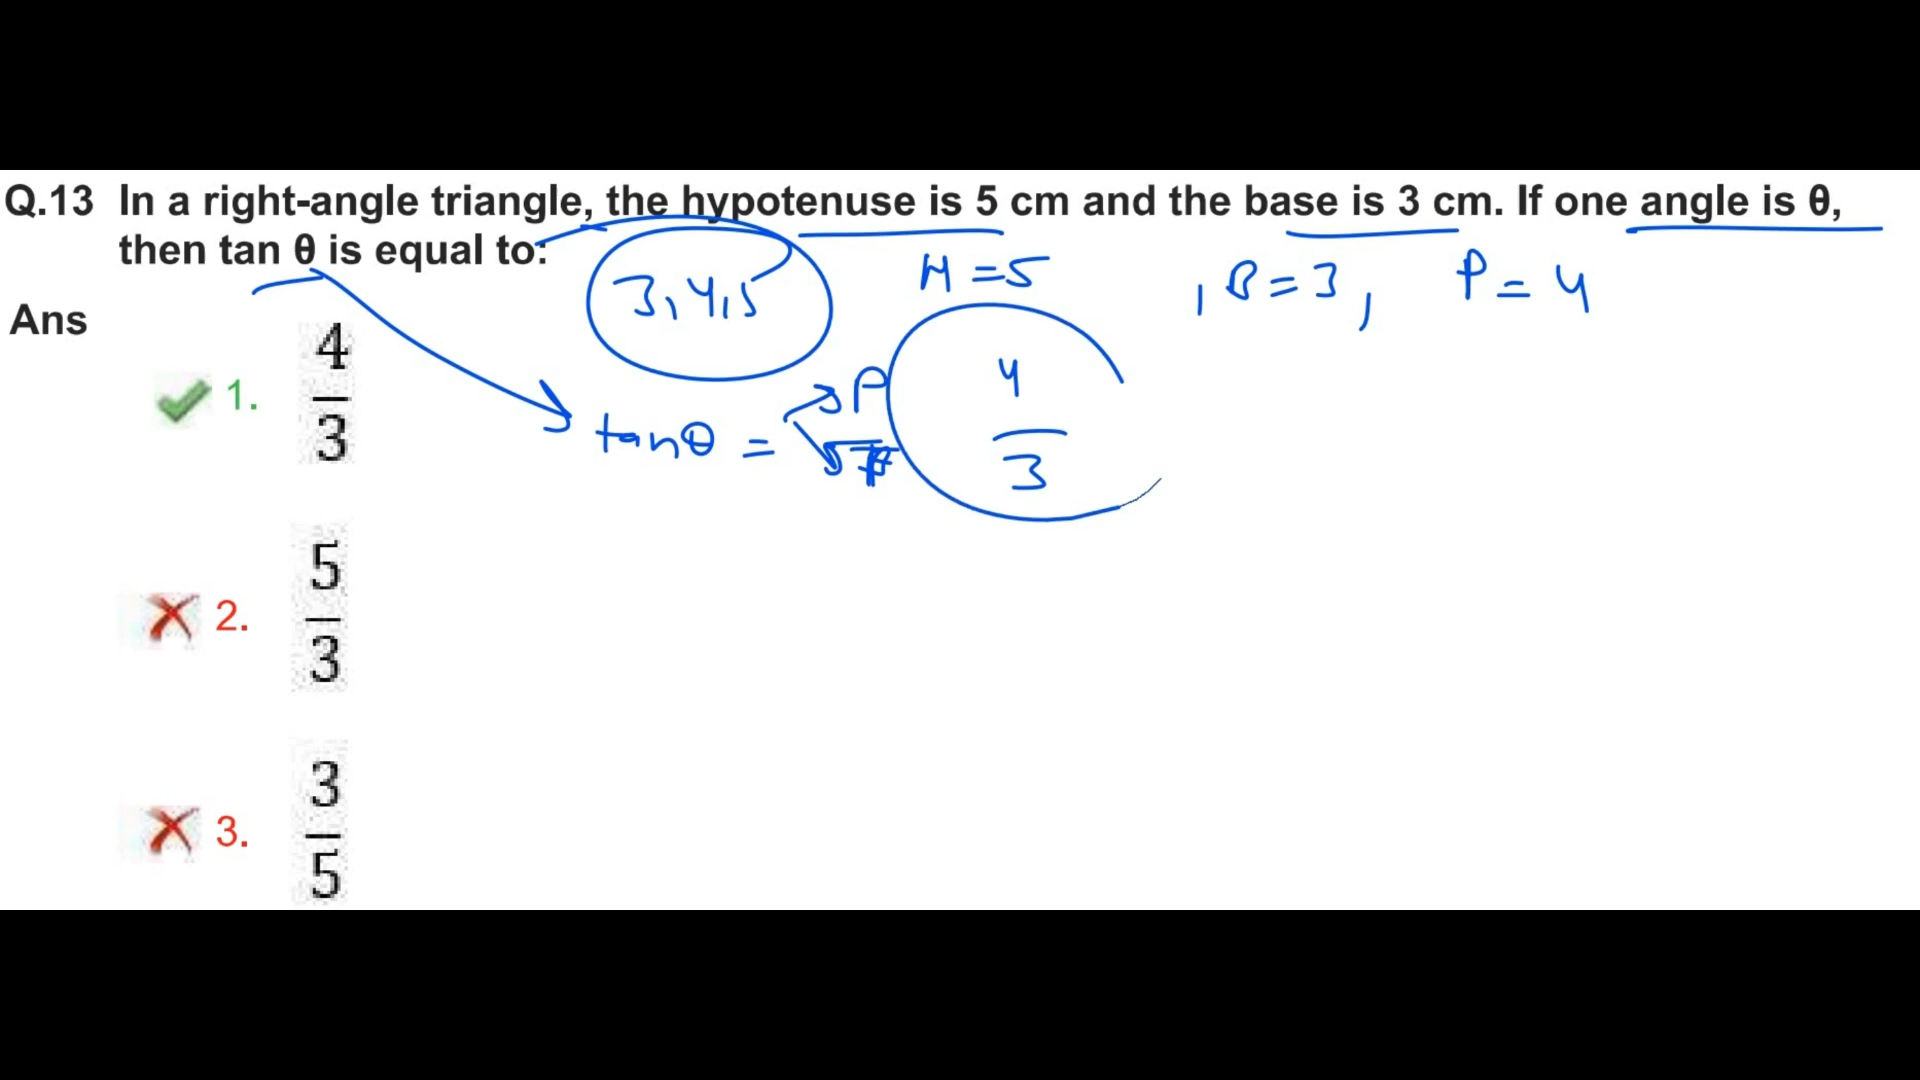 Q.13 In a right-angle triangle, the hypotenuse is 5 cm and the base is 3 cm. If one angle is θ,
then tan θ is equal to:
3,4,5
H = 5 , B = 3, P = 4
Ans
1. 4/3
tanθ = P
4/3
2. 5/3
3. 3/5